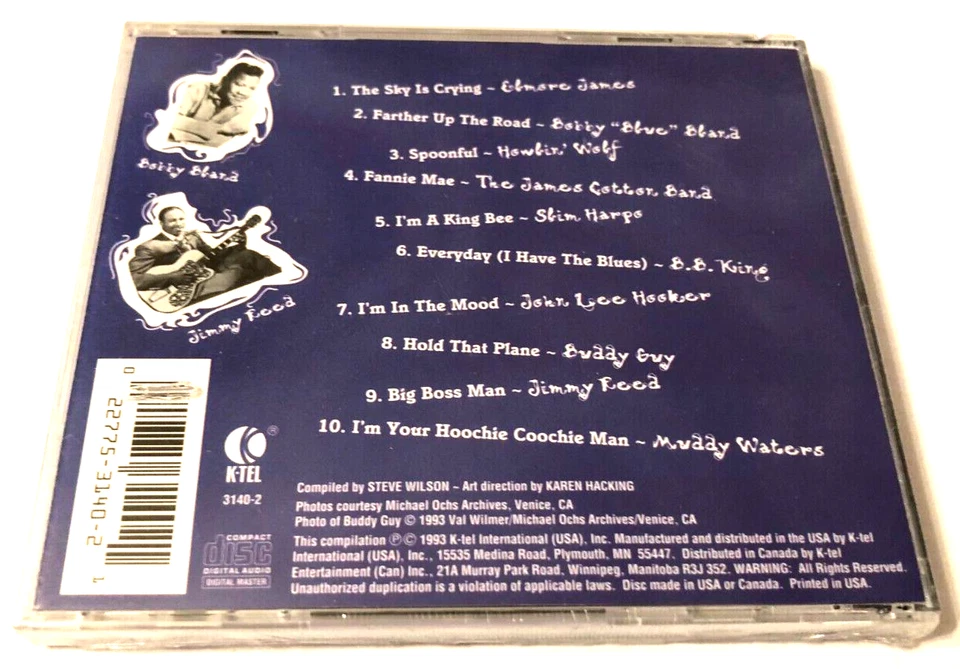 Bobby Bland
Jimmy Reed
1. The Sky Is Crying ~ Elmore James
2. Farther Up The Road ~ Bobby "Blue" Bland
3. Spoonful ~ Howlin' Wolf
4. Fannie Mae ~ The James Cotton Band
5. I'm A King Bee ~ Slim Harpo
6. Everyday (I Have The Blues) ~ B.B. King
7. I'm In The Mood ~ John Lee Hooker
8. Hold That Plane ~ Buddy Guy
9. Big Boss Man ~ Jimmy Reed
10. I'm Your Hoochie Coochie Man ~ Muddy Waters
0 22775-3140-2 1
K-TEL®
3140-2
COMPACT
disc
DIGITAL AUDIO
DIGITAL MASTER
Compiled by STEVE WILSON ~ Art direction by KAREN HACKING
Photos courtesy Michael Ochs Archives, Venice, CA
Photo of Buddy Guy © 1993 Val Wilmer/Michael Ochs Archives/Venice, CA
This compilation ℗© 1993 K-tel International (USA), Inc. Manufactured and distributed in the USA by K-tel
International (USA), Inc., 15535 Medina Road, Plymouth, MN 55447. Distributed in Canada by K-tel
Entertainment (Can) Inc., 21A Murray Park Road, Winnipeg, Manitoba R3J 3S2. WARNING: All Rights Reserved.
Unauthorized duplication is a violation of applicable laws. Disc made in USA or Canada. Printed in USA.